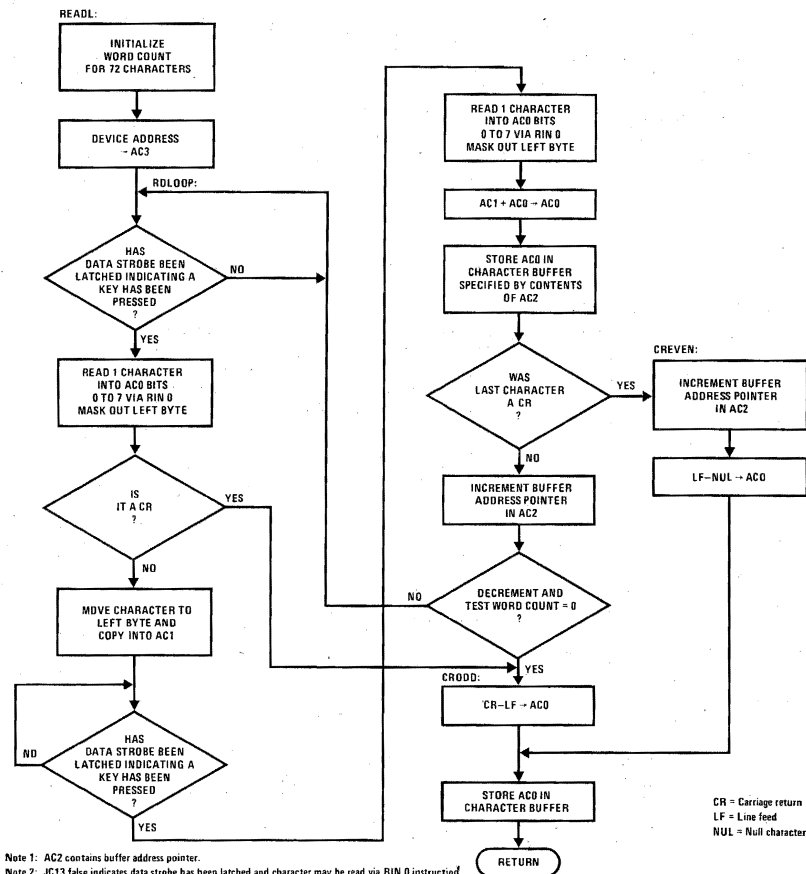 READL:
INITIALIZE
WORD COUNT
FOR 72 CHARACTERS
DEVICE ADDRESS
→ AC3
RDLOOP:
HAS
DATA STROBE BEEN
LATCHED INDICATING A
KEY HAS BEEN
PRESSED
?
NO
YES
READ 1 CHARACTER
INTO AC0 BITS
0 TO 7 VIA RIN 0
MASK OUT LEFT BYTE
IS
IT A CR
?
YES
NO
MOVE CHARACTER TO
LEFT BYTE AND
COPY INTO AC1
HAS
DATA STROBE BEEN
LATCHED INDICATING A
KEY HAS BEEN
PRESSED
?
NO
YES
READ 1 CHARACTER
INTO AC0 BITS
0 TO 7 VIA RIN 0
MASK OUT LEFT BYTE
AC1 + AC0 → AC0
STORE AC0 IN
CHARACTER BUFFER
SPECIFIED BY CONTENTS
OF AC2
WAS
LAST CHARACTER
A CR
?
YES
NO
CREVEN:
INCREMENT BUFFER
ADDRESS POINTER
IN AC2
LF–NUL → AC0
INCREMENT BUFFER
ADDRESS POINTER
IN AC2
DECREMENT AND
TEST WORD COUNT = 0
?
NO
YES
CRODD:
CR–LF → AC0
STORE AC0 IN
CHARACTER BUFFER
RETURN
CR = Carriage return
LF = Line feed
NUL = Null character
Note 1: AC2 contains buffer address pointer.
Note 2: JC13 false indicates data strobe has been latched and character may be read via RIN 0 instruction.